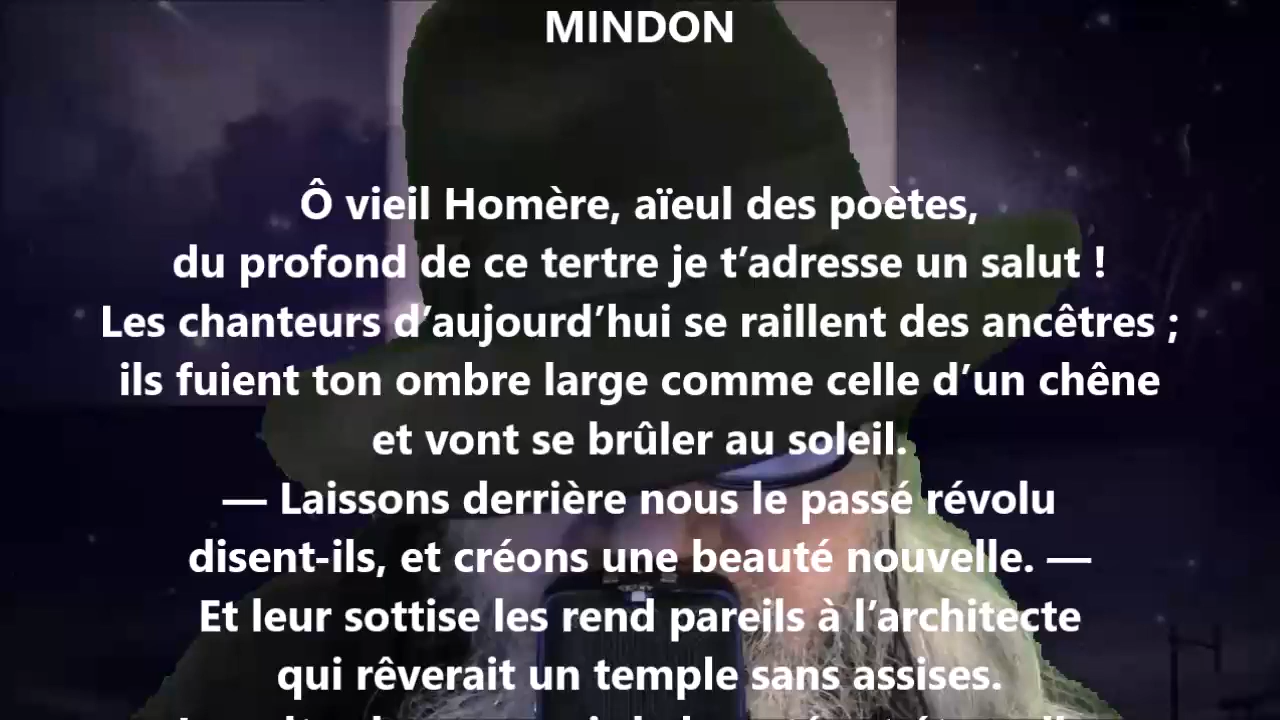 MINDON
Ô vieil Homère, aïeul des poètes,
du profond de ce tertre je t’adresse un salut !
Les chanteurs d’aujourd’hui se raillent des ancêtres ;
ils fuient ton ombre large comme celle d’un chêne
et vont se brûler au soleil.
— Laissons derrière nous le passé révolu
disent-ils, et créons une beauté nouvelle. —
Et leur sottise les rend pareils à l’architecte
qui rêverait un temple sans assises.